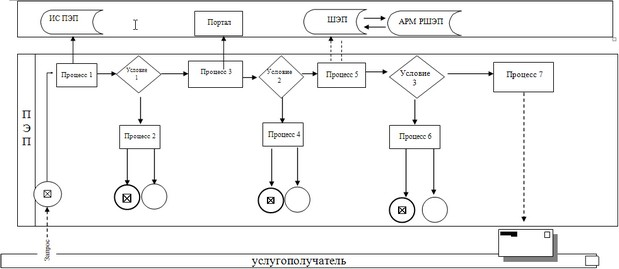 ИС ПЭП
Портал
ШЭП
АРМ РШЭП
ПЭП
Процесс 1
Условие 1
Процесс 3
Условие 2
Процесс 5
Условие 3
Процесс 7
Процесс 2
Процесс 4
Процесс 6
Запрос
услугополучатель